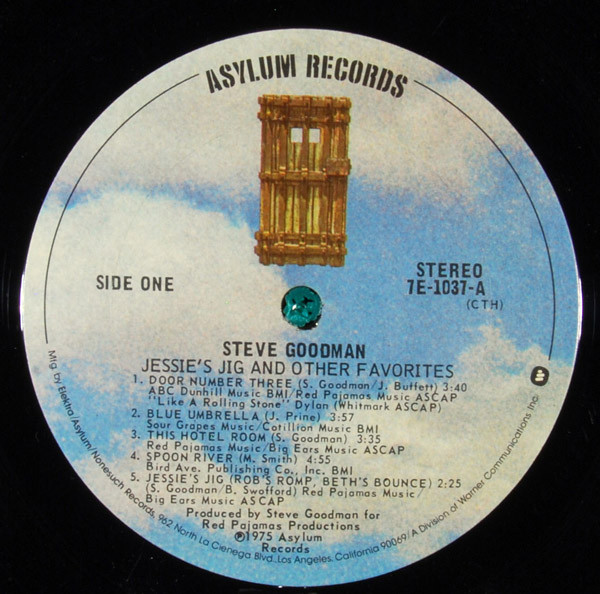 ASYLUM RECORDS
SIDE ONE
STEREO
7E-1037-A
(CTH)
STEVE GOODMAN
JESSIE'S JIG AND OTHER FAVORITES
1. DOOR NUMBER THREE (S. Goodman/J. Buffett) 3:40
ABC Dunhill Music BMI/Red Pajamas Music ASCAP
"Like A Rolling Stone" Dylan (Whitmark ASCAP)
2. BLUE UMBRELLA (J. Prine) 3:57
Sour Grapes Music/Cotillion Music BMI
3. THIS HOTEL ROOM (S. Goodman) 3:35
Red Pajamas Music/Big Ears Music ASCAP
4. SPOON RIVER (M. Smith) 4:55
Bird Ave. Publishing Co., Inc. BMI
5. JESSIE'S JIG (ROB'S ROMP, BETH'S BOUNCE) 2:25
(S. Goodman/B. Swofford) Red Pajamas Music/
Big Ears Music ASCAP
Produced by Steve Goodman for
Red Pajamas Productions
℗1975 Asylum
Records
Mfg. by Elektra/Asylum/Nonesuch Records, 962 North La Cienega Blvd., Los Angeles, California 90069/A Division of Warner Communications Inc.